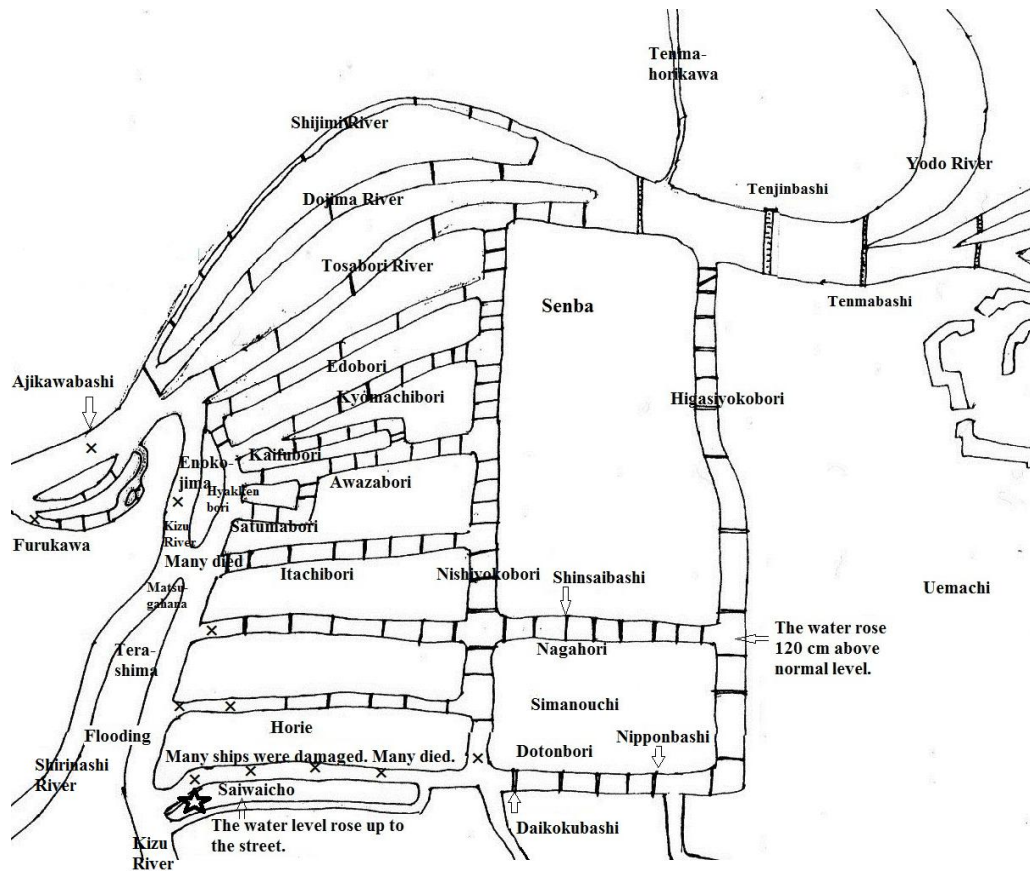 Tenma-
horikawa
Shijimi River
Yodo River
Tenjinbashi
Dojima River
Tosabori River
Tenmabashi
Senba
Edobori
Ajikawabashi
Kyomachibori
Higasiyokobori
Kaifubori
Enoko-
jima
Awazabori
Hyakken
bori
Satumabori
Kizu
River
Furukawa
Many died
Itachibori
Nishiyokobori
Shinsaibashi
Uemachi
Matsu-
gahana
The water rose
120 cm above
normal level.
Tera-
shima
Nagahori
Simanouchi
Horie
Flooding
Nipponbashi
Dotonbori
Many ships were damaged. Many died.
Shirinashi
River
Saiwaicho
The water level rose up to
the street.
Daikokubashi
Kizu
River